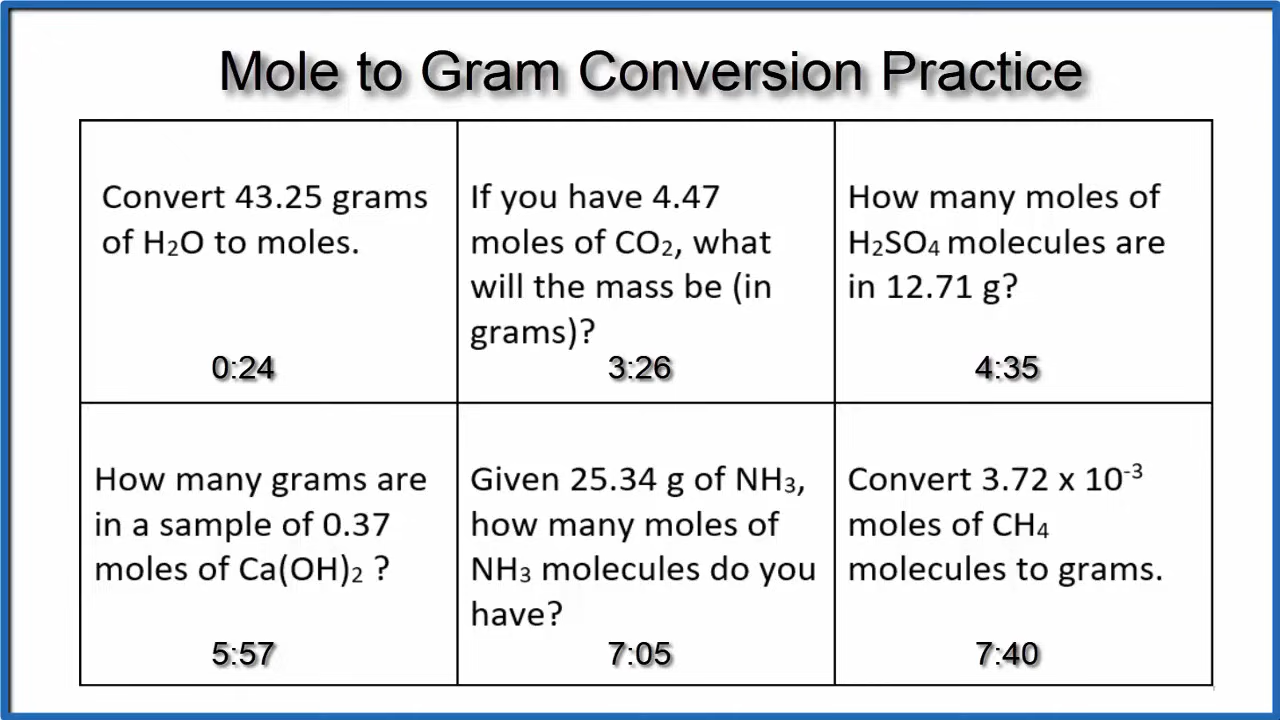 Mole to Gram Conversion Practice
Convert 43.25 grams
of H₂O to moles.
0:24
If you have 4.47
moles of CO₂, what
will the mass be (in
grams)?
3:26
How many moles of
H₂SO₄ molecules are
in 12.71 g?
4:35
How many grams are
in a sample of 0.37
moles of Ca(OH)₂ ?
5:57
Given 25.34 g of NH₃,
how many moles of
NH₃ molecules do you
have?
7:05
Convert 3.72 x 10⁻³
moles of CH₄
molecules to grams.
7:40